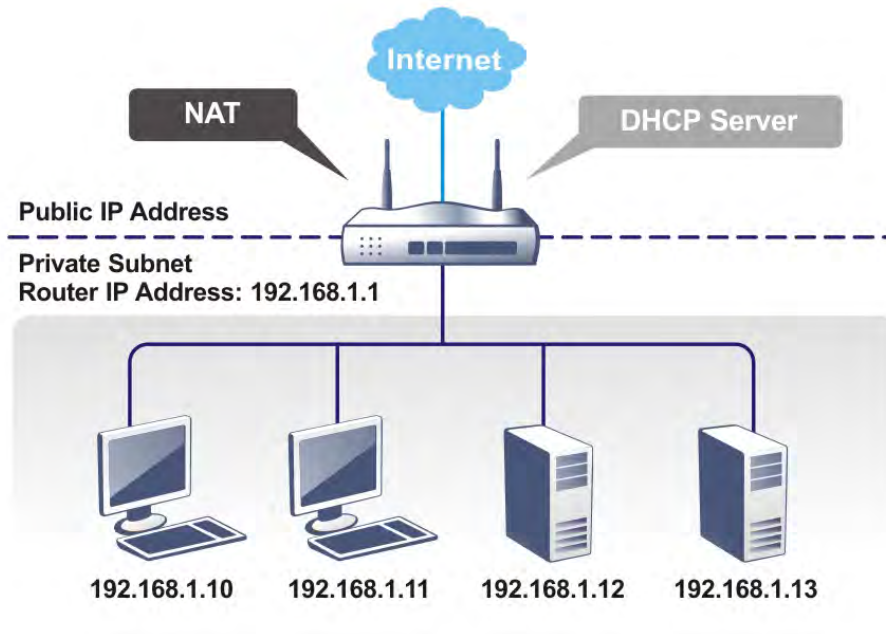 Internet
NAT
DHCP Server
Public IP Address
Private Subnet
Router IP Address: 192.168.1.1
192.168.1.10
192.168.1.11
192.168.1.12
192.168.1.13